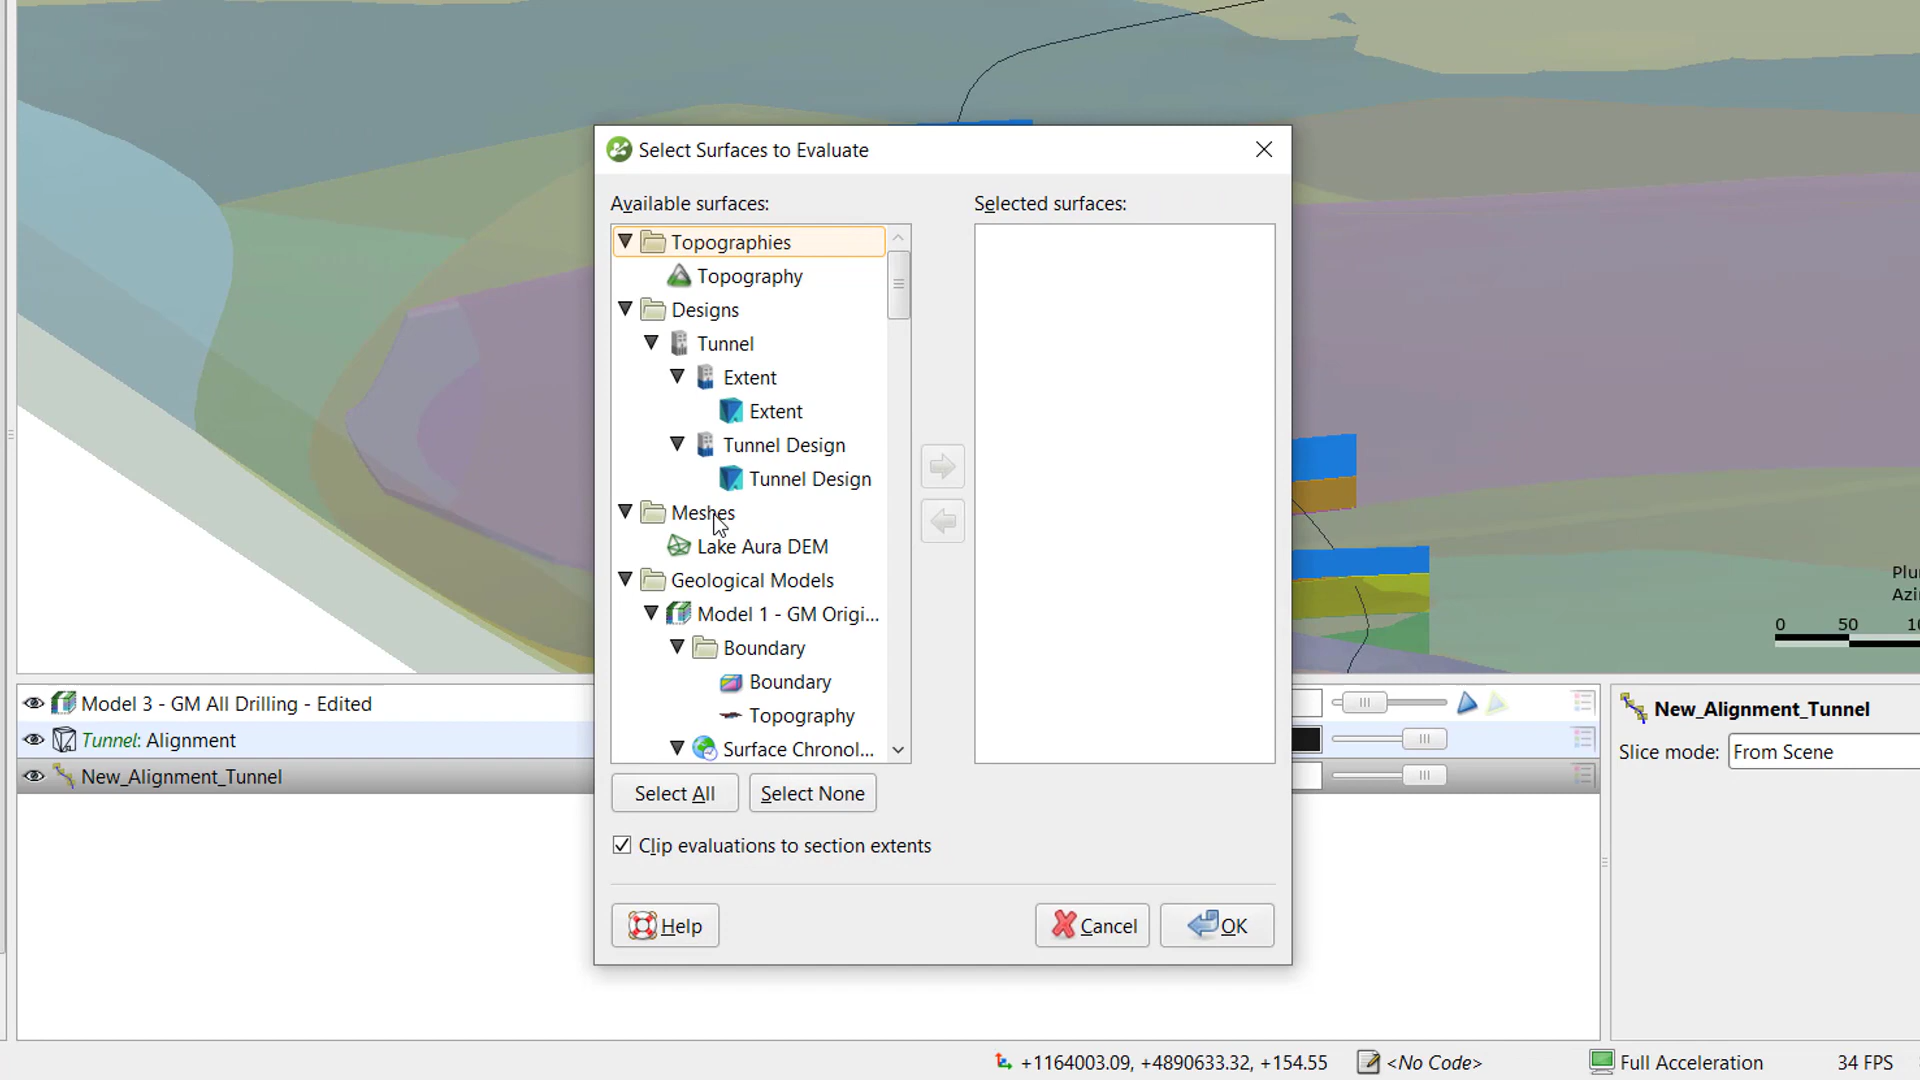 Select Surfaces to Evaluate
Available surfaces:
Selected surfaces:
Topographies
Topography
Designs
Tunnel
Extent
Extent
Tunnel Design
Tunnel Design
Meshes
Lake Aura DEM
Geological Models
Model 1 - GM Origi...
Boundary
Boundary
Topography
Surface Chronol...
Select All
Select None
Clip evaluations to section extents
Help
Cancel
OK
Plu
Azi
0 50 10
Model 3 - GM All Drilling - Edited
Tunnel: Alignment
New_Alignment_Tunnel
New_Alignment_Tunnel
Slice mode: From Scene
+1164003.09, +4890633.32, +154.55
<No Code>
Full Acceleration
34 FPS